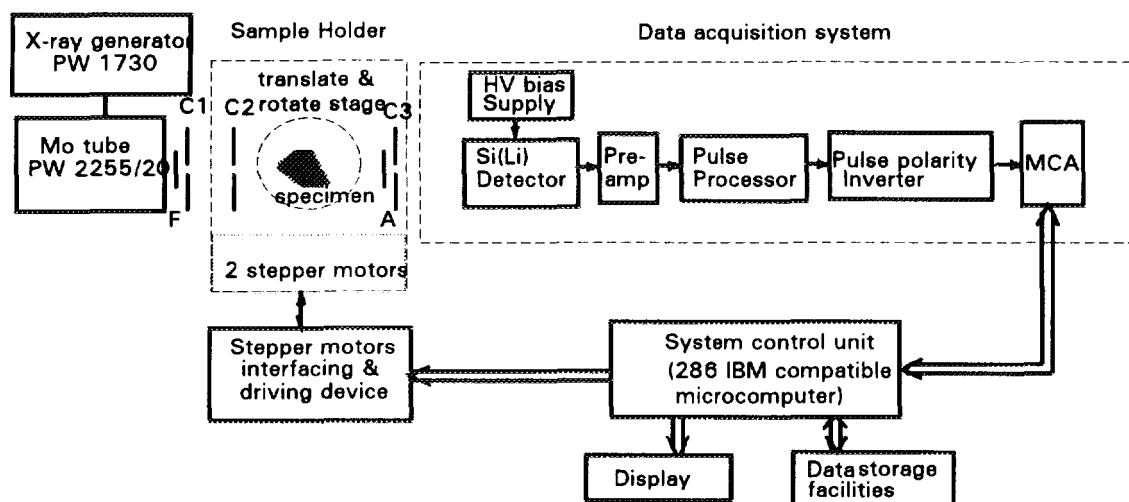 X-ray generator
PW 1730
Sample Holder
Data acquisition system
translate &
rotate stage
C1
C2
C3
Mo tube
PW 2255/20
F
specimen
A
HV bias
Supply
Si(Li)
Detector
Pre-
amp
Pulse
Processor
Pulse polarity
Inverter
MCA
2 stepper motors
Stepper motors
interfacing &
driving device
System control unit
(286 IBM compatible
microcomputer)
Display
Data storage
facilities